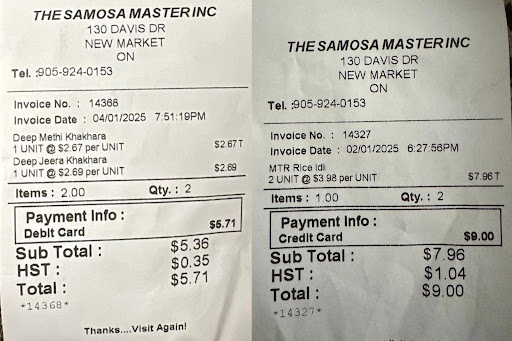 THE SAMOSA MASTER INC
130 DAVIS DR
NEW MARKET
ON
Tel. :905-924-0153
Invoice No. : 14368
Invoice Date : 04/01/2025 7:51:19PM
Deep Methi Khakhara
1 UNIT @ $2.67 per UNIT $2.67 T
Deep Jeera Khakhara
1 UNIT @ $2.69 per UNIT $2.69
Items : 2.00 Qty. : 2
Payment Info :
Debit Card $5.71
Sub Total : $5.36
HST : $0.35
Total : $5.71
*14368*
Thanks....Visit Again!
THE SAMOSA MASTER INC
130 DAVIS DR
NEW MARKET
ON
Tel. :905-924-0153
Invoice No. : 14327
Invoice Date : 02/01/2025 6:27:56PM
MTR Rice Idli
2 UNIT @ $3.98 per UNIT $7.96 T
Items : 1.00 Qty. : 2
Payment Info :
Credit Card $9.00
Sub Total : $7.96
HST : $1.04
Total : $9.00
*14327*